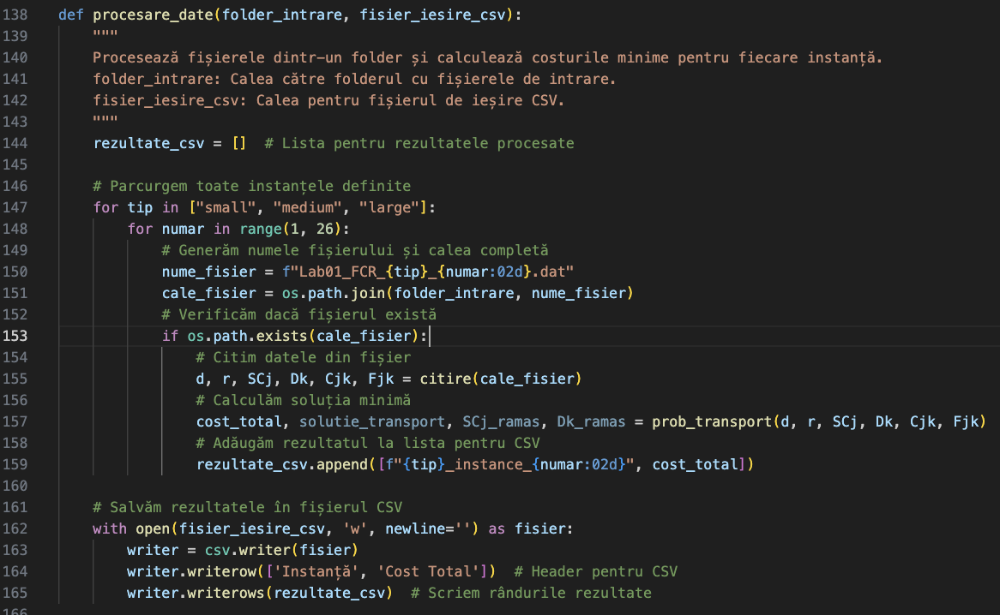 138 def procesare_date(folder_intrare, fisier_iesire_csv):
139 """
140 Procesează fișierele dintr-un folder și calculează costurile minime pentru fiecare instanță.
141 folder_intrare: Calea către folderul cu fișierele de intrare.
142 fisier_iesire_csv: Calea pentru fișierul de ieșire CSV.
143 """
144 rezultate_csv = []  # Lista pentru rezultatele procesate
145
146 # Parcurgem toate instanțele definite
147 for tip in ["small", "medium", "large"]:
148 for numar in range(1, 26):
149 # Generăm numele fișierului și calea completă
150 nume_fisier = f"Lab01_FCR_{tip}_{numar:02d}.dat"
151 cale_fisier = os.path.join(folder_intrare, nume_fisier)
152 # Verificăm dacă fișierul există
153 if os.path.exists(cale_fisier):
154 # Citim datele din fișier
155 d, r, SCj, Dk, Cjk, Fjk = citire(cale_fisier)
156 # Calculăm soluția minimă
157 cost_total, solutie_transport, SCj_ramas, Dk_ramas = prob_transport(d, r, SCj, Dk, Cjk, Fjk)
158 # Adăugăm rezultatul la lista pentru CSV
159 rezultate_csv.append([f"{tip}_instance_{numar:02d}", cost_total])
160
161 # Salvăm rezultatele în fișierul CSV
162 with open(fisier_iesire_csv, 'w', newline='') as fisier:
163 writer = csv.writer(fisier)
164 writer.writerow(['Instanță', 'Cost Total'])  # Header pentru CSV
165 writer.writerows(rezultate_csv)  # Scriem rândurile rezultate
166